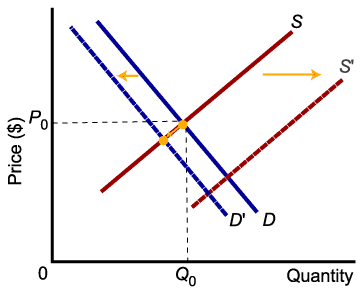 S
S'
P₀
Price ($)
D'
D
0
Q₀
Quantity